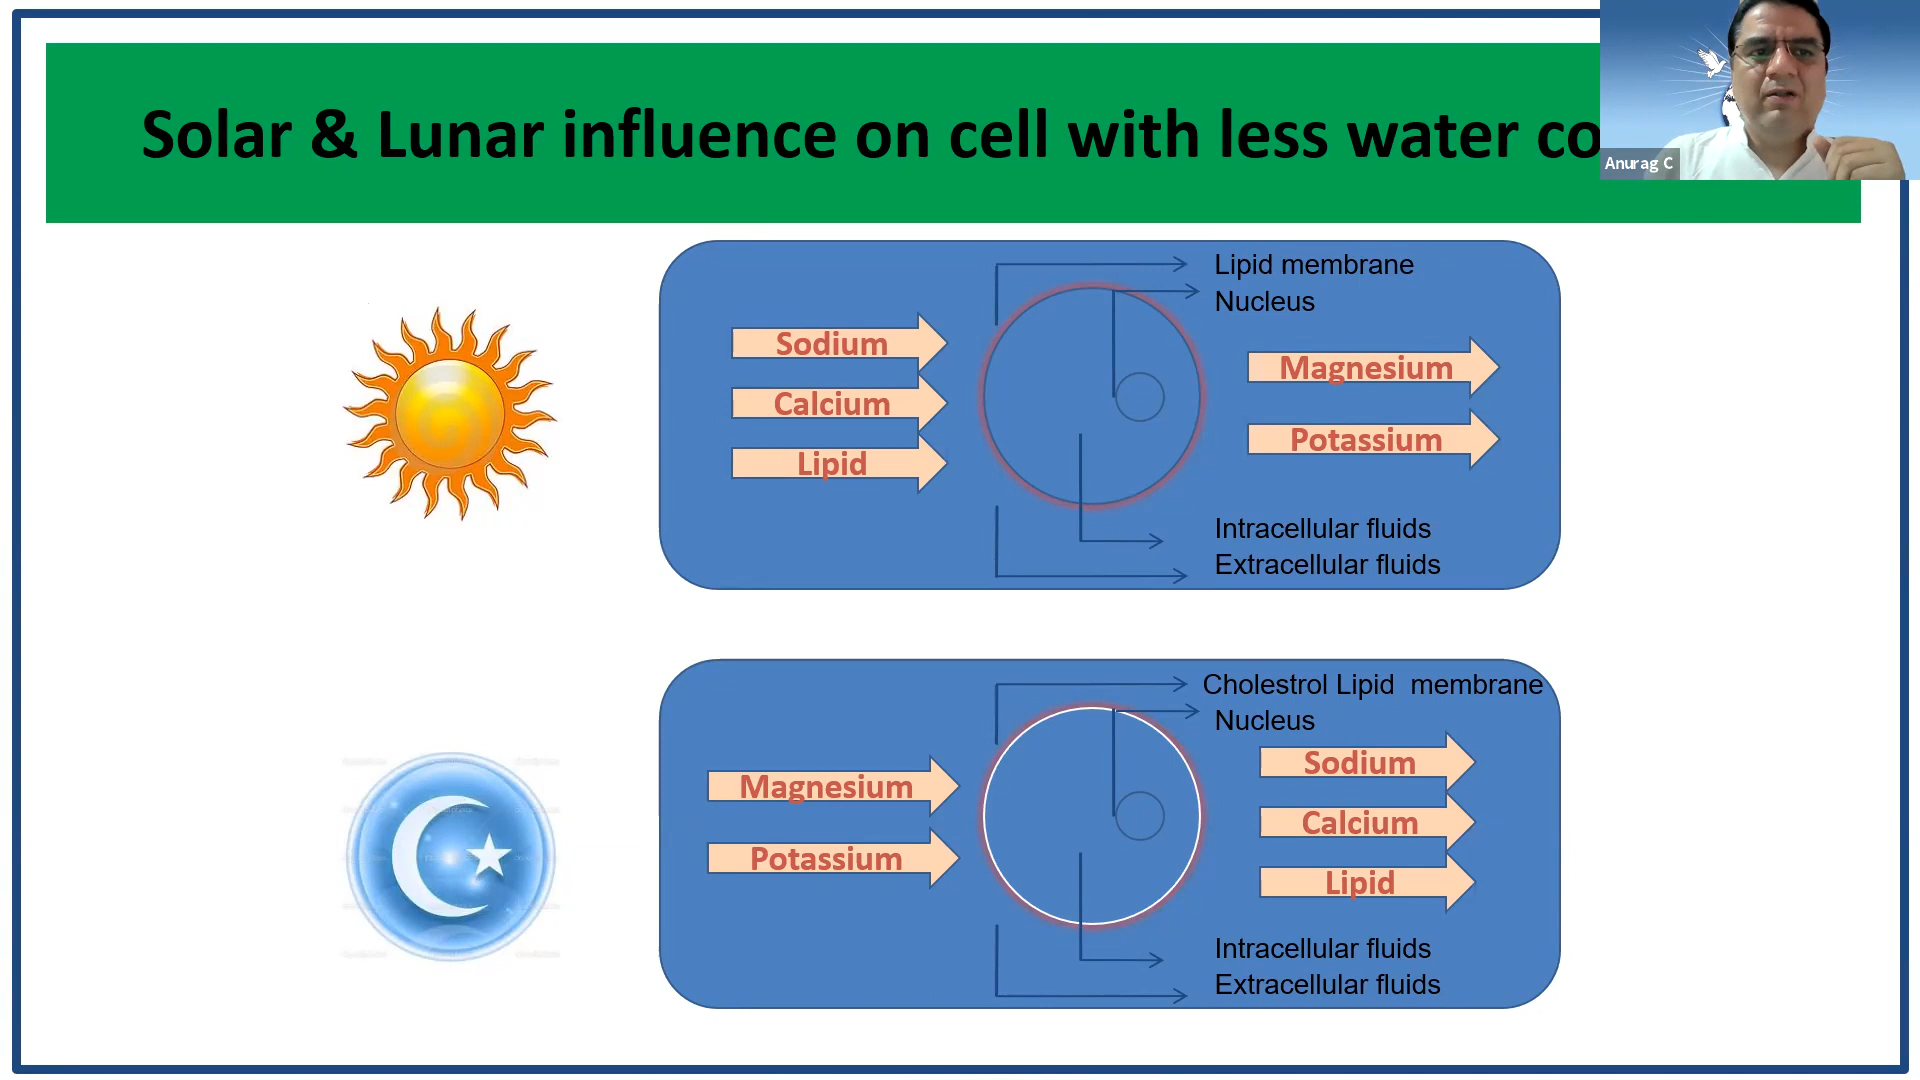 Solar & Lunar influence on cell with less water co
Anurag C
Lipid membrane
Nucleus
Sodium
Calcium
Lipid
Magnesium
Potassium
Intracellular fluids
Extracellular fluids
Cholestrol Lipid membrane
Nucleus
Magnesium
Potassium
Sodium
Calcium
Lipid
Intracellular fluids
Extracellular fluids